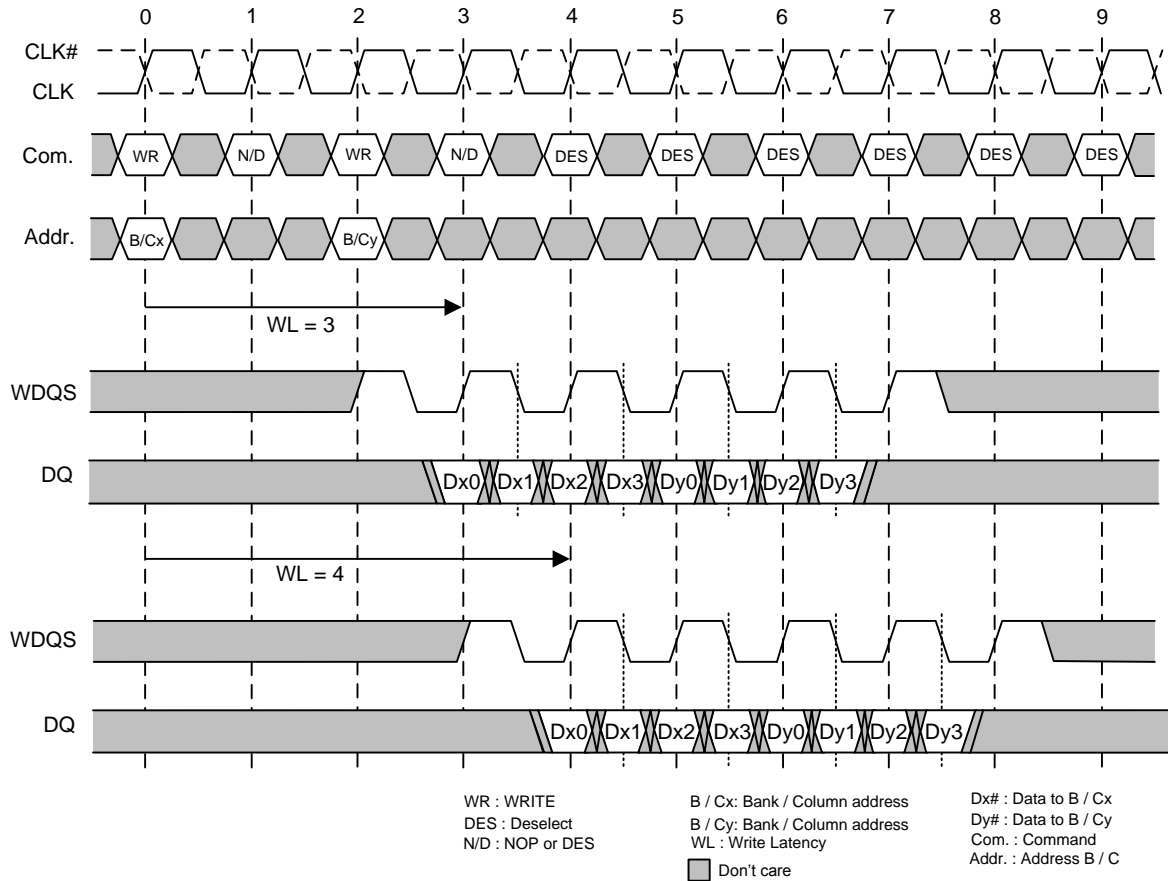 0 1 2 3 4 5 6 7 8 9
CLK#
CLK
Com. WR N/D WR N/D DES DES DES DES DES DES
Addr. B/Cx B/Cy
WL = 3
WDQS
DQ Dx0 Dx1 Dx2 Dx3 Dy0 Dy1 Dy2 Dy3
WL = 4
WDQS
DQ Dx0 Dx1 Dx2 Dx3 Dy0 Dy1 Dy2 Dy3
WR : WRITE
DES : Deselect
N/D : NOP or DES
B / Cx: Bank / Column address
B / Cy: Bank / Column address
WL : Write Latency
Don't care
Dx# : Data to B / Cx
Dy# : Data to B / Cy
Com. : Command
Addr. : Address B / C